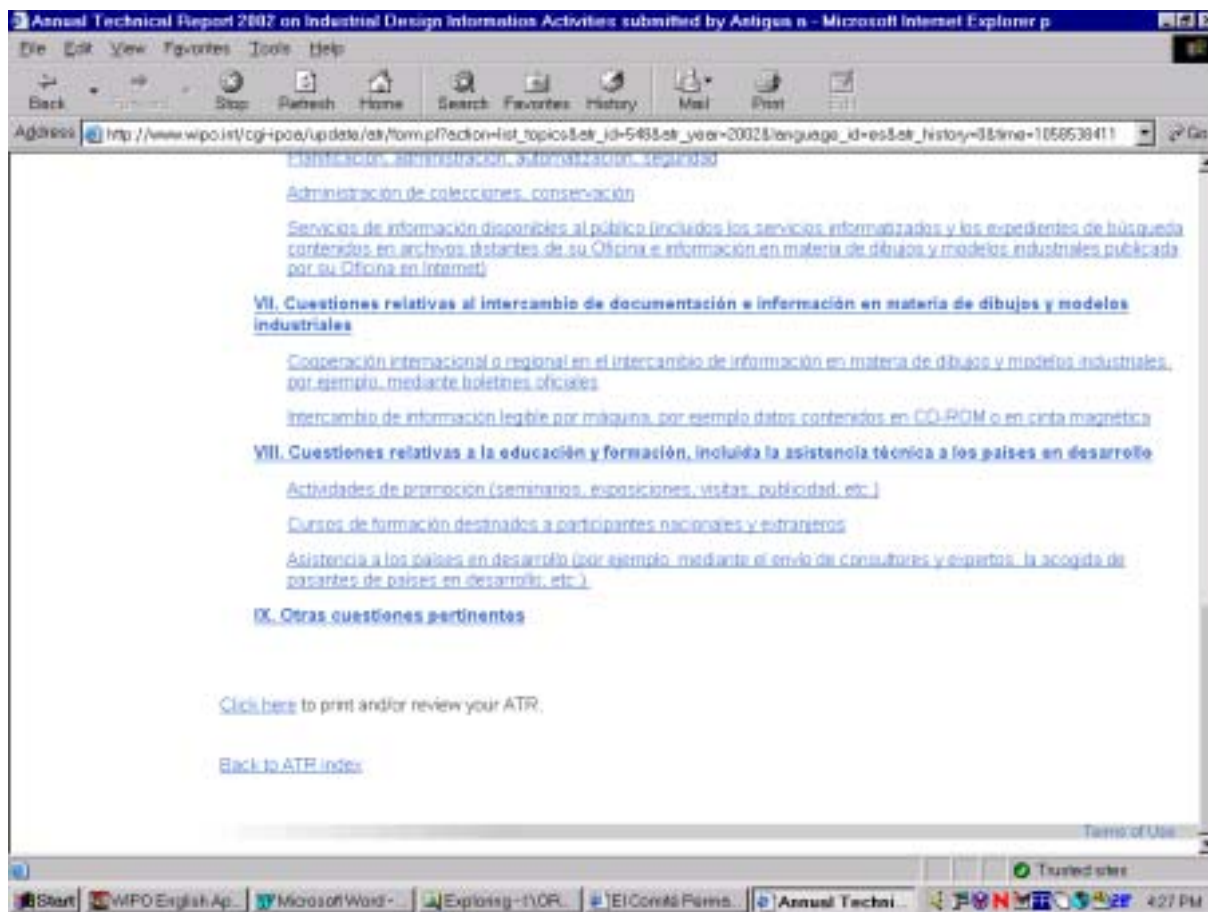 Annual Technical Report 2002 on Industrial Design Information Activities submitted by Antigua n - Microsoft Internet Explorer p
File Edit View Favorites Tools Help
Back Stop Refresh Home Search Favorites History Mail Print Edit
Address http://www.wipo.int/cgi-ipoa/update/atr/form.pl?action=list_topics&atr_id=548&atr_year=2002&language_id=es&atr_history=0&time=1058538411 Go
Planificación, administración, automatización, seguridad
Administración de colecciones, conservación
Servicios de información disponibles al público (incluidos los servicios informatizados y los expedientes de búsqueda
contenidos en archivos distantes de su Oficina e información en materia de dibujos y modelos industriales publicada
por su Oficina en Internet)
VII. Cuestiones relativas al intercambio de documentación e información en materia de dibujos y modelos
industriales
Cooperación internacional o regional en el intercambio de información en materia de dibujos y modelos industriales,
por ejemplo, mediante boletines oficiales
Intercambio de información legible por máquina, por ejemplo datos contenidos en CD-ROM o en cinta magnética
VIII. Cuestiones relativas a la educación y formación, incluida la asistencia técnica a los países en desarrollo
Actividades de promoción (seminarios, exposiciones, visitas, publicidad, etc.)
Cursos de formación destinados a participantes nacionales y extranjeros
Asistencia a los países en desarrollo (por ejemplo, mediante el envío de consultores y expertos, la acogida de
pasantes de países en desarrollo, etc.)
IX. Otras cuestiones pertinentes
Click here to print and/or review your ATR.
Back to ATR index
Terms of Use
Trusted sites
Start WIPO English Ap... Microsoft Word - ... Exploring - I:\OR... El Comité Perma... Annual Techni... 4:27 PM